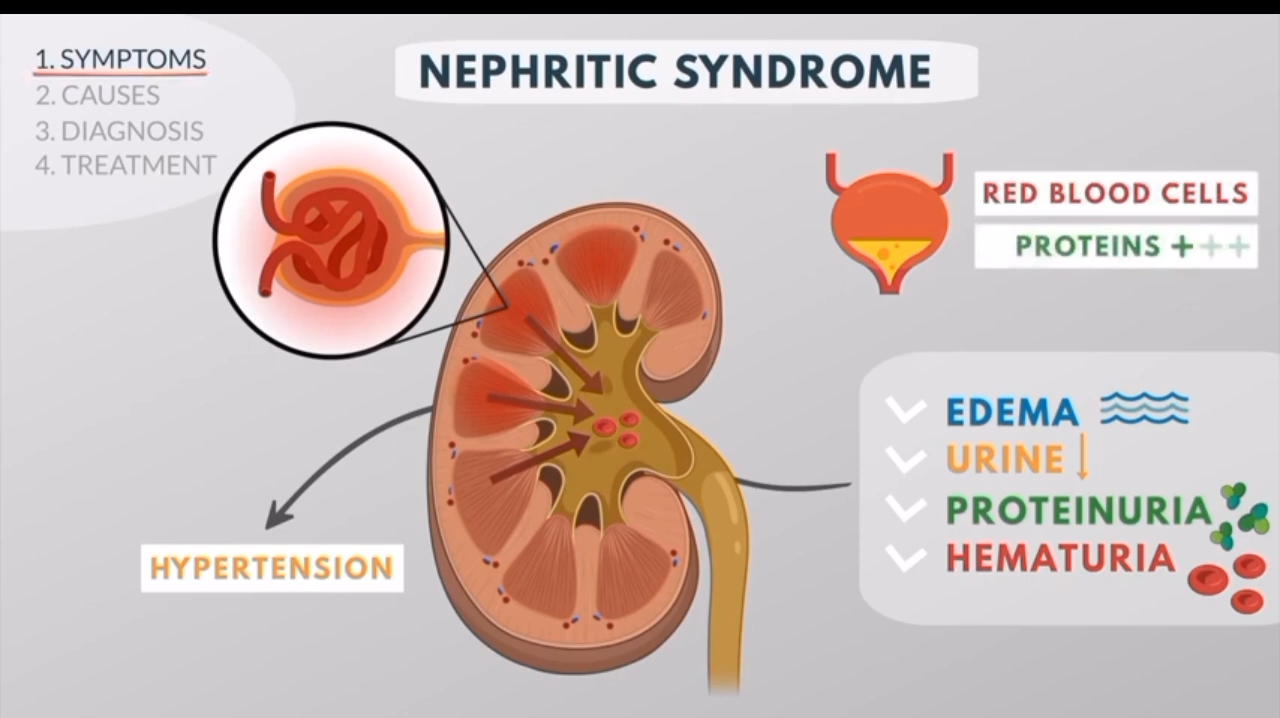 1. SYMPTOMS
2. CAUSES
3. DIAGNOSIS
4. TREATMENT
NEPHRITIC SYNDROME
RED BLOOD CELLS
PROTEINS +++
HYPERTENSION
EDEMA
URINE ↓
PROTEINURIA
HEMATURIA